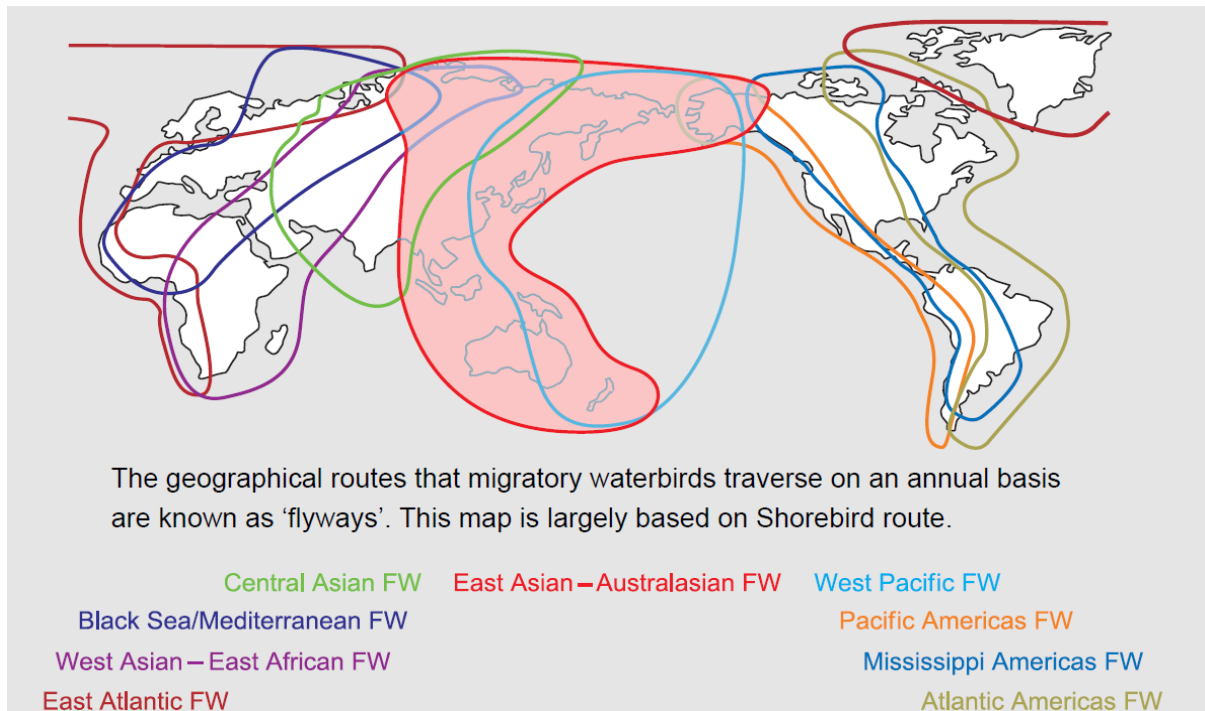 The geographical routes that migratory waterbirds traverse on an annual basis
are known as ‘flyways’. This map is largely based on Shorebird route.
Central Asian FW East Asian – Australasian FW West Pacific FW
Black Sea/Mediterranean FW Pacific Americas FW
West Asian – East African FW Mississippi Americas FW
East Atlantic FW Atlantic Americas FW